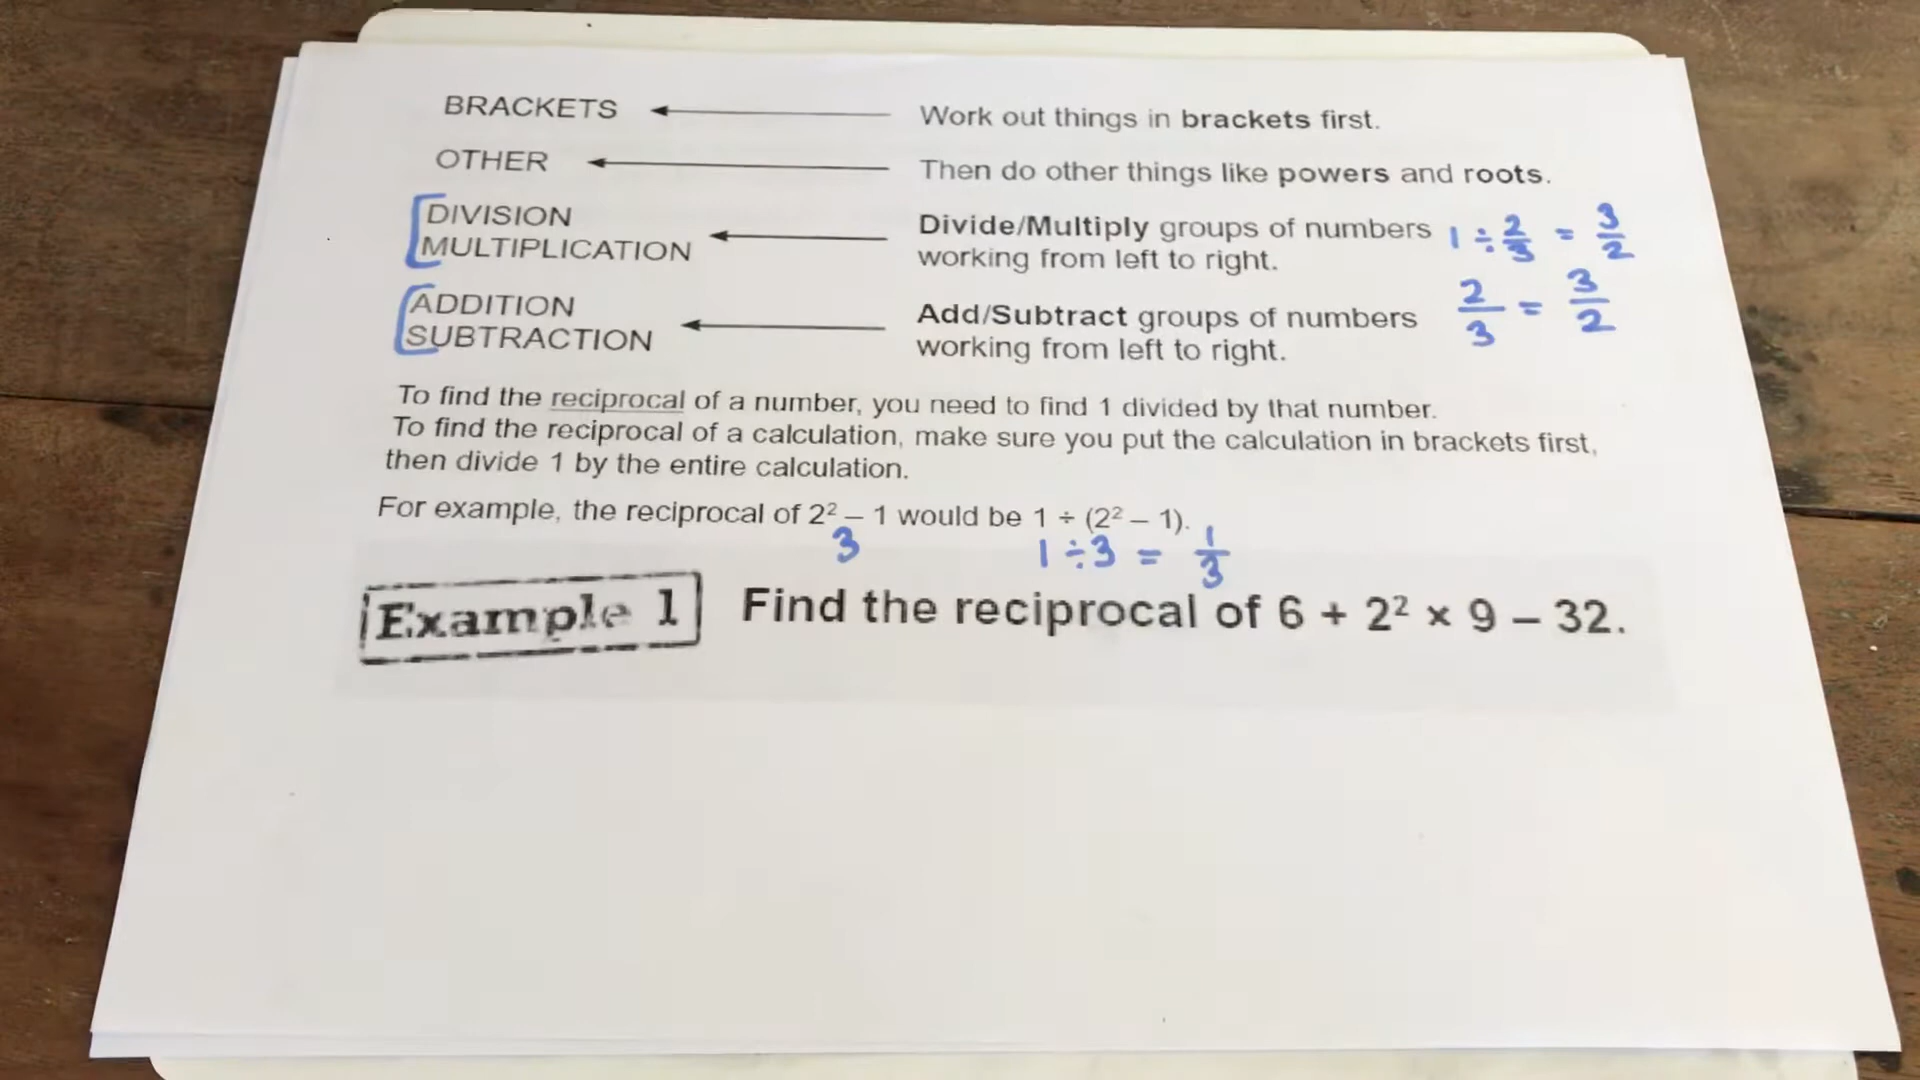 BRACKETS Work out things in brackets first.
OTHER Then do other things like powers and roots.
DIVISION Divide/Multiply groups of numbers 1 ÷ 2/3 = 3/2
MULTIPLICATION working from left to right.
ADDITION Add/Subtract groups of numbers 2/3 = 3/2
SUBTRACTION working from left to right.
To find the reciprocal of a number, you need to find 1 divided by that number.
To find the reciprocal of a calculation, make sure you put the calculation in brackets first,
then divide 1 by the entire calculation.
For example, the reciprocal of 2² – 1 would be 1 ÷ (2² – 1).
3 1 ÷ 3 = 1/3
Example 1 Find the reciprocal of 6 + 2² × 9 – 32.